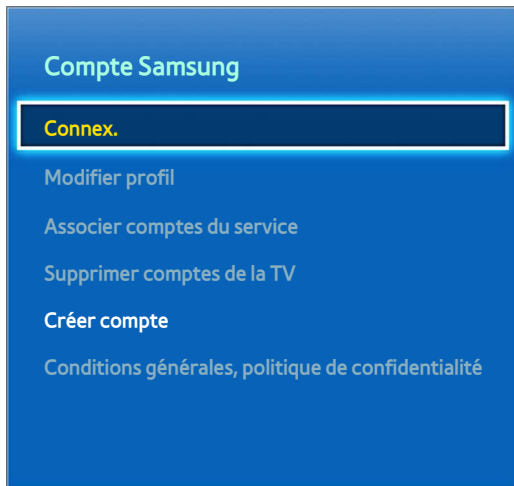 Compte Samsung
Connex.
Modifier profil
Associer comptes du service
Supprimer comptes de la TV
Créer compte
Conditions générales, politique de confidentialité